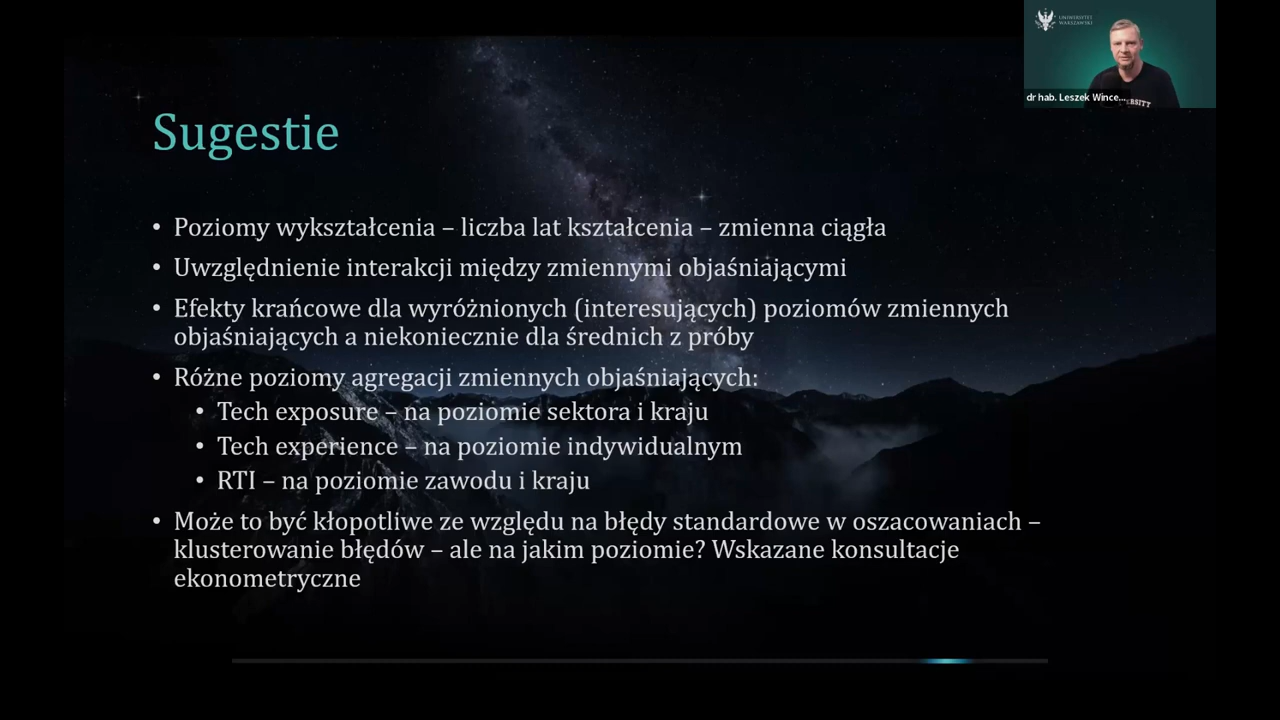 UNIWERSYTET
WARSZAWSKI
dr hab. Leszek Wince...
Sugestie
• Poziomy wykształcenia – liczba lat kształcenia – zmienna ciągła
• Uwzględnienie interakcji między zmiennymi objaśniającymi
• Efekty krańcowe dla wyróżnionych (interesujących) poziomów zmiennych
objaśniających a niekoniecznie dla średnich z próby
• Różne poziomy agregacji zmiennych objaśniających:
• Tech exposure – na poziomie sektora i kraju
• Tech experience – na poziomie indywidualnym
• RTI – na poziomie zawodu i kraju
• Może to być kłopotliwe ze względu na błędy standardowe w oszacowaniach –
klusterowanie błędów – ale na jakim poziomie? Wskazane konsultacje
ekonometryczne